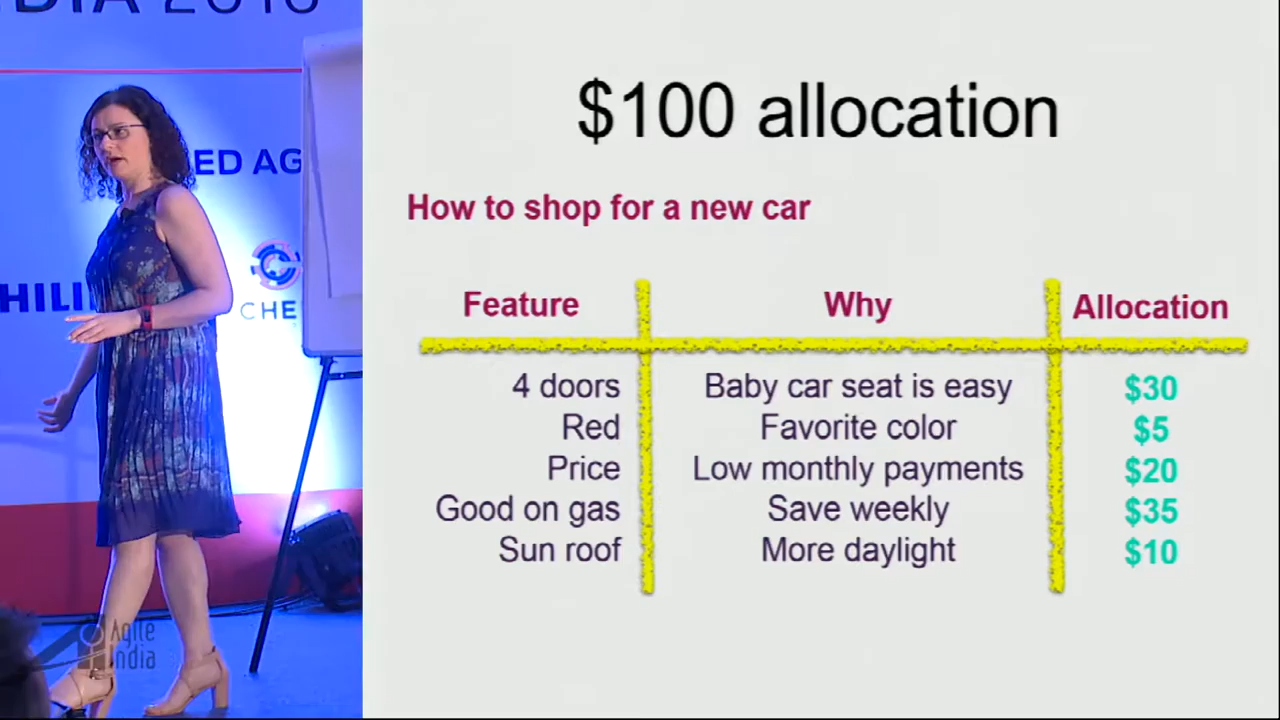 $100 allocation
How to shop for a new car
Feature Why Allocation
4 doors Baby car seat is easy $30
Red Favorite color $5
Price Low monthly payments $20
Good on gas Save weekly $35
Sun roof More daylight $10
ED AG
HILI
CHE
Agile
India